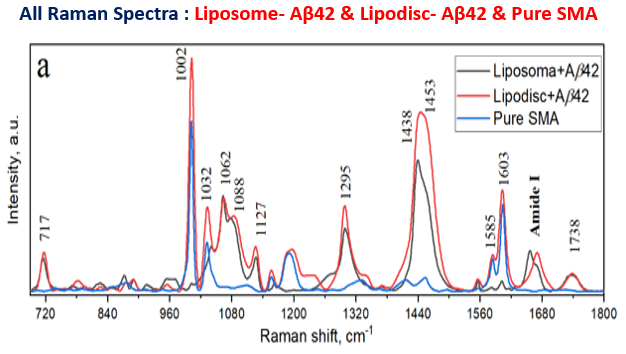 All Raman Spectra : Liposome- Aβ42 & Lipodisc- Aβ42 & Pure SMA
a
Liposoma+Aβ42
Lipodisc+Aβ42
Pure SMA
717
1002
1032
1062
1088
1127
1295
1438
1453
1585
1603
Amide I
1738
Intensity, a.u.
720 840 960 1080 1200 1320 1440 1560 1680 1800
Raman shift, cm-1